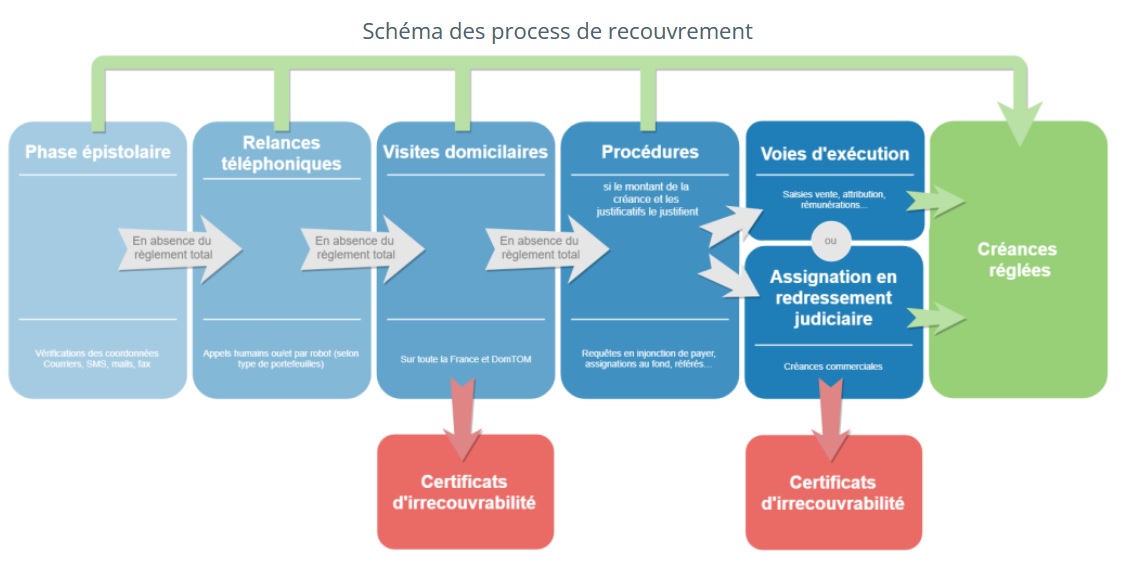 Schéma des process de recouvrement
Phase épistolaire
En absence du
règlement total
Vérifications des coordonnées
Courriers, SMS, mails, fax
Relances
téléphoniques
En absence du
règlement total
Appels humains ou/et par robot (selon
type de portefeuilles)
Visites domicilaires
En absence du
règlement total
Sur toute la France et DomTOM
Procédures
si le montant de la
créance et les
justificatifs le justifient
Requêtes en injonction de payer,
assignations au fond, référés...
Voies d'exécution
Saisies vente, attribution,
rémunérations...
ou
Assignation en
redressement
judiciaire
Créances commerciales
Créances
réglées
Certificats
d'irrecouvrabilité
Certificats
d'irrecouvrabilité